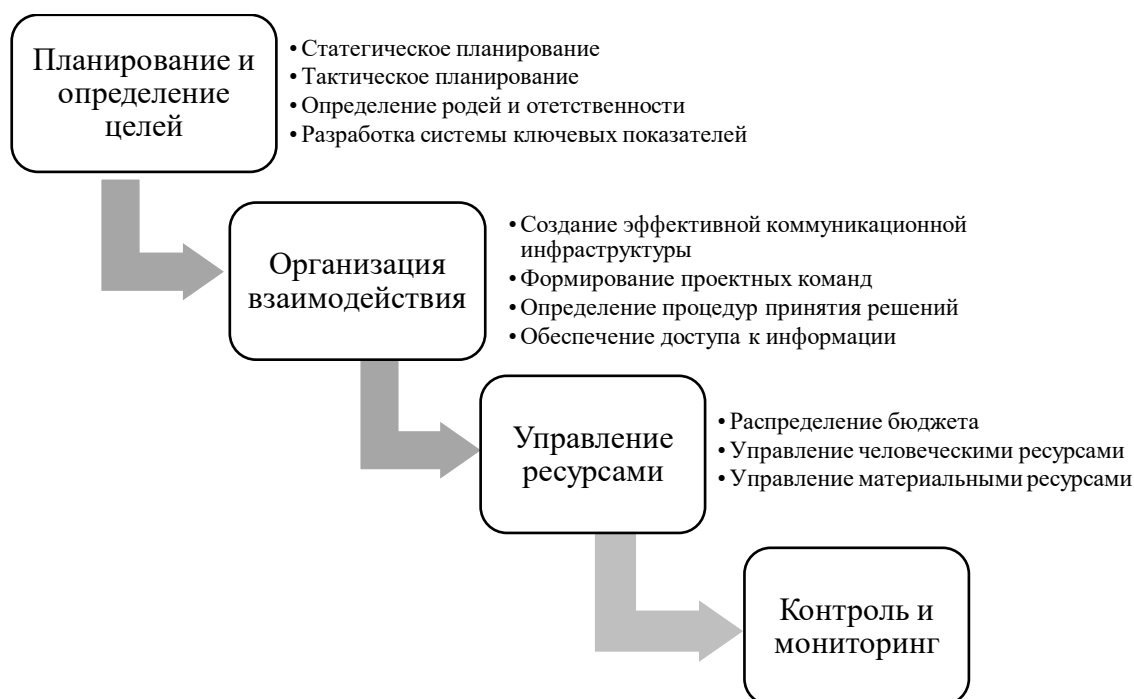 Планирование и
определение
целей
• Статегическое планирование
• Тактическое планирование
• Определение родей и отетственности
• Разработка системы ключевых показателей
Организация
взаимодействия
• Создание эффективной коммуникационной
инфраструктуры
• Формирование проектных команд
• Определение процедур принятия решений
• Обеспечение доступа к информации
Управление
ресурсами
• Распределение бюджета
• Управление человеческими ресурсами
• Управление материальными ресурсами
Контроль и
мониторинг